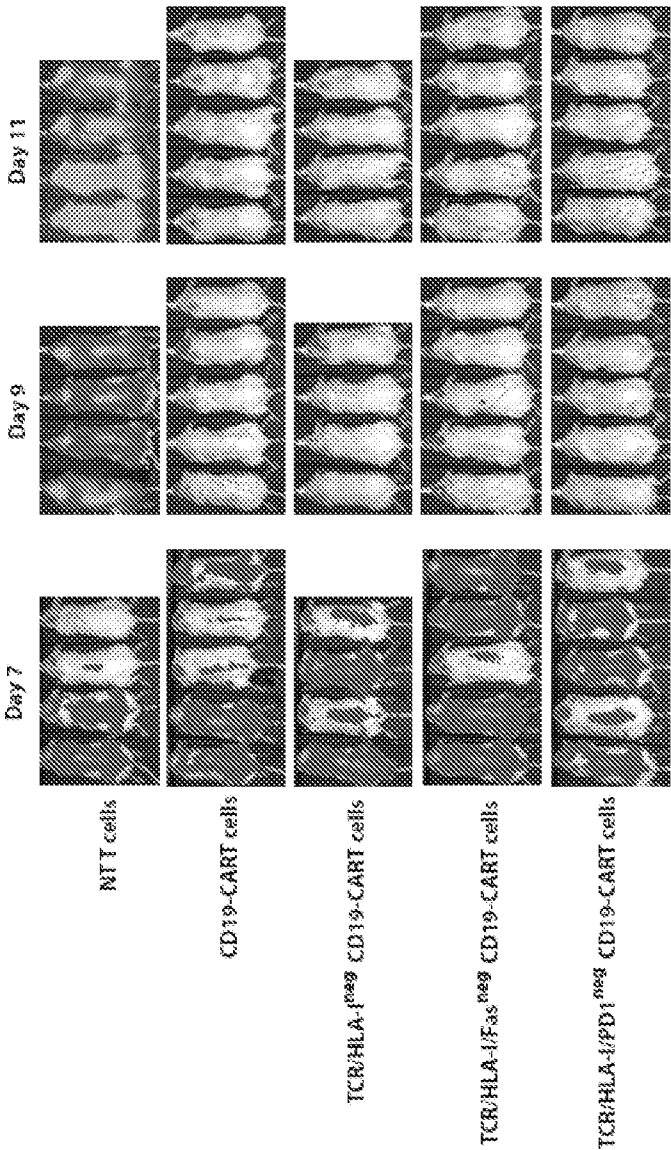 Day 7
Day 9
Day 11
NT T cells
CD19-CART cells
TCR/HLA-I^neg CD19-CART cells
TCR/HLA-I/Fas^neg CD19-CART cells
TCR/HLA-I/PD1^neg CD19-CART cells